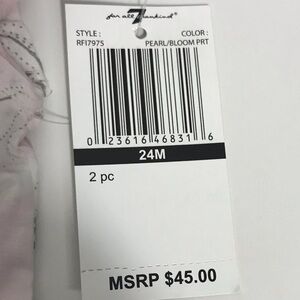 for all 7 mankind®
STYLE : COLOR :
RFI7975 PEARL/BLOOM PRT
0 23616 46831 6
24M
2 pc
MSRP $45.00